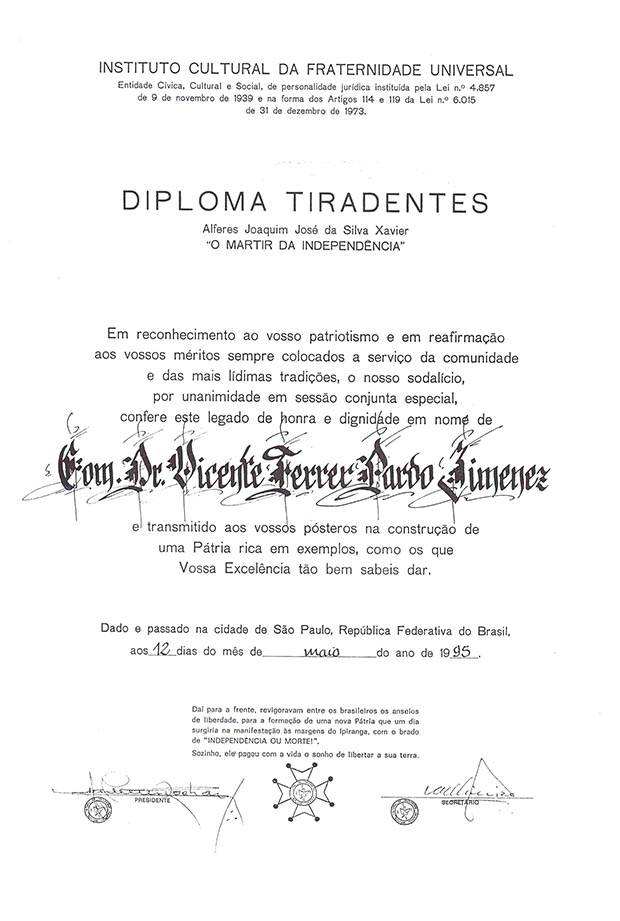 INSTITUTO CULTURAL DA FRATERNIDADE UNIVERSAL
Entidade Cívica, Cultural e Social, de personalidade jurídica instituída pela Lei n.º 4.857
de 9 de novembro de 1939 e na forma dos Artigos 114 e 119 da Lei n.º 6.015
de 31 de dezembro de 1973.
DIPLOMA TIRADENTES
Alferes Joaquim José da Silva Xavier
"O MARTIR DA INDEPENDÊNCIA"
Em reconhecimento ao vosso patriotismo e em reafirmação
aos vossos méritos sempre colocados a serviço da comunidade
e das mais lídimas tradições, o nosso sodalício,
por unanimidade em sessão conjunta especial,
confere este legado de honra e dignidade em nome de
Com. Dr. Vicente Ferrer Pardo Jimenez
e transmitido aos vossos pósteros na construção de
uma Pátria rica em exemplos, como os que
Vossa Excelência tão bem sabeis dar.
Dado e passado na cidade de São Paulo, República Federativa do Brasil,
aos 12 dias do mês de maio do ano de 1995.
Daí para a frente, revigoravam entre os brasileiros os anseios
de liberdade, para a formação de uma nova Pátria que um dia
surgiria na manifestação às margens do Ipiranga, com o brado
de "INDEPENDÊNCIA OU MORTE!".
Sozinho, ele pagou com a vida o sonho de libertar a sua terra.
PRESIDENTE
SECRETÁRIO